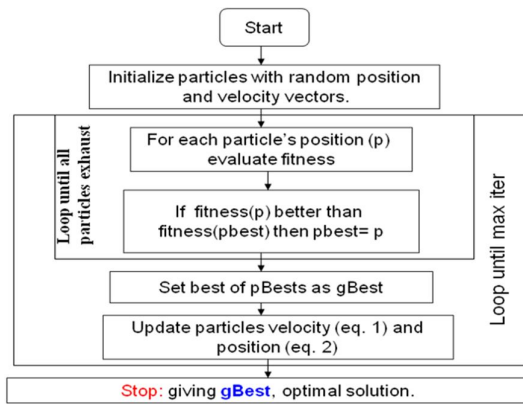 Start
Initialize particles with random position
and velocity vectors.
Loop until all
particles exhaust
For each particle's position (p)
evaluate fitness
If fitness(p) better than
fitness(pbest) then pbest= p
Loop until max iter
Set best of pBests as gBest
Update particles velocity (eq. 1) and
position (eq. 2)
Stop: giving gBest, optimal solution.